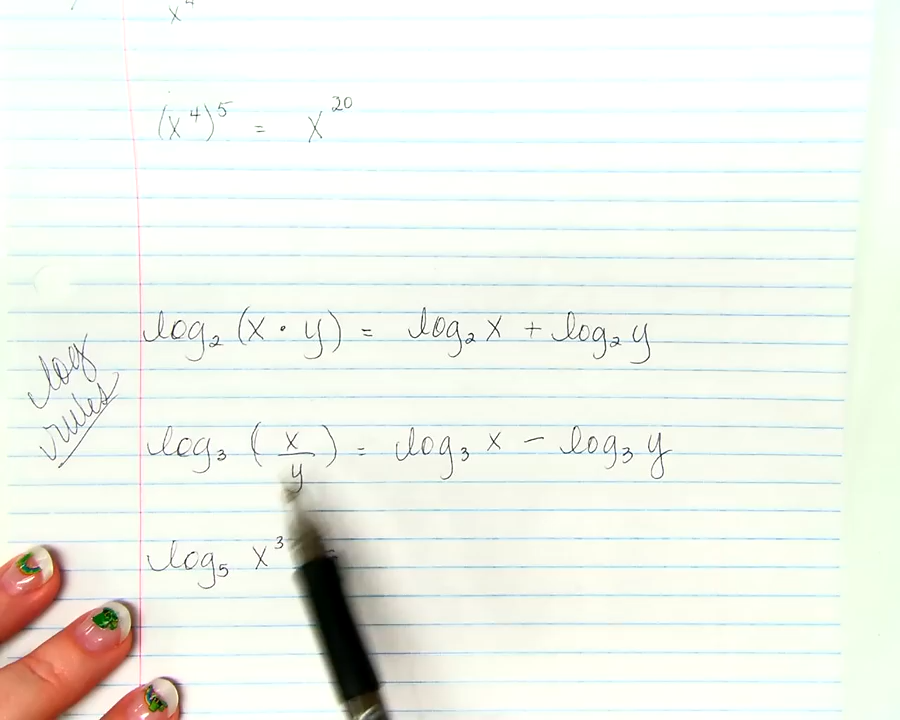 x⁴
(x⁴)⁵ = x²⁰
log₂ (x · y) = log₂ x + log₂ y
log
rules
log₃ (x/y) = log₃ x − log₃ y
log₅ x³ =